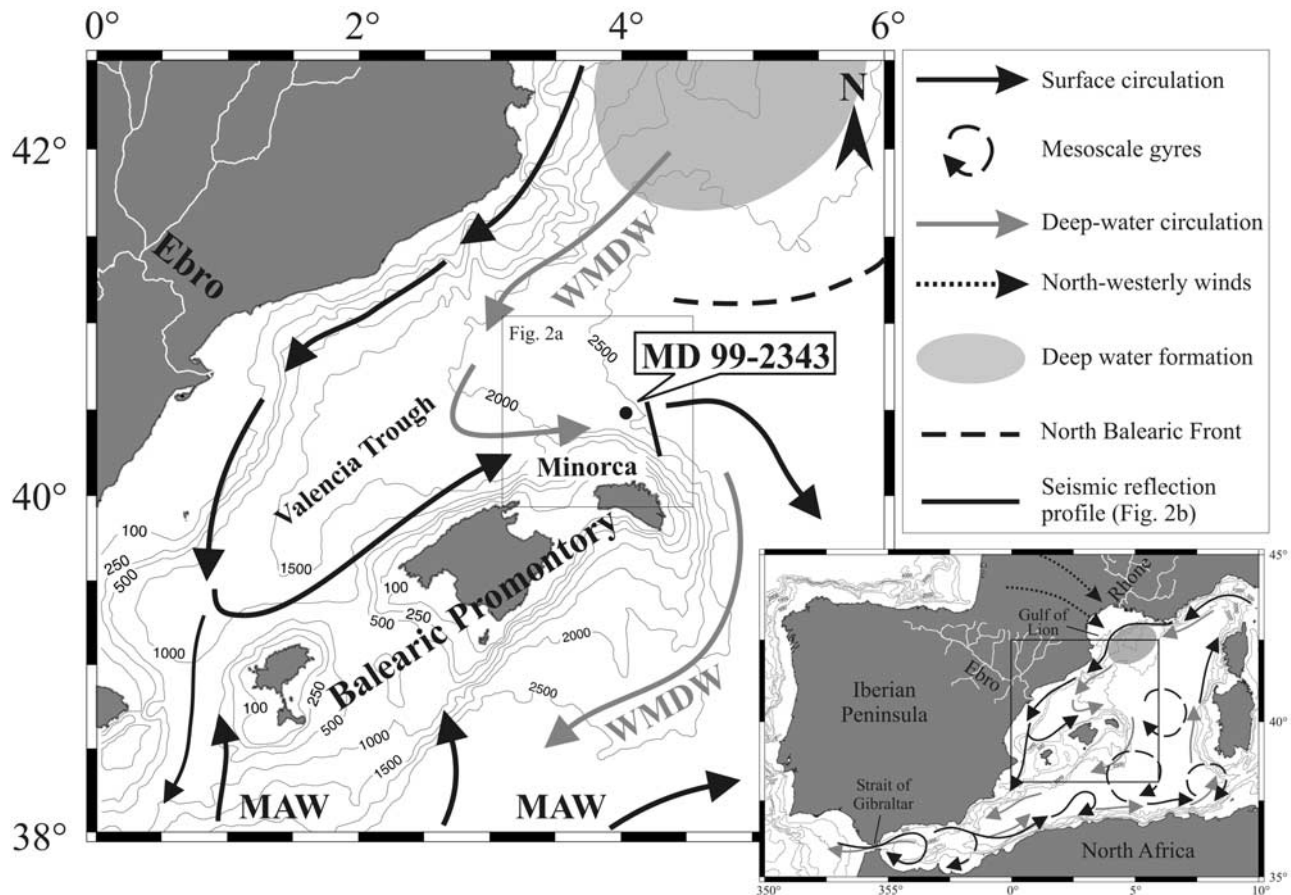 0°
2°
4°
6°
42°
40°
38°
N
Ebro
WMDW
Fig. 2a
2500
MD 99-2343
2000
Valencia Trough
Minorca
100
250
500
1500
100
250
500
Balearic Promontory
1000
100
250
500
1000
1500
2000
2500
WMDW
MAW
MAW
Surface circulation
Mesoscale gyres
Deep-water circulation
North-westerly winds
Deep water formation
North Balearic Front
Seismic reflection
profile (Fig. 2b)
45°
Rhone
Gulf of
Lion
Ebro
Iberian
Peninsula
40°
Strait of
Gibraltar
North Africa
35°
350°
355°
0°
5°
10°